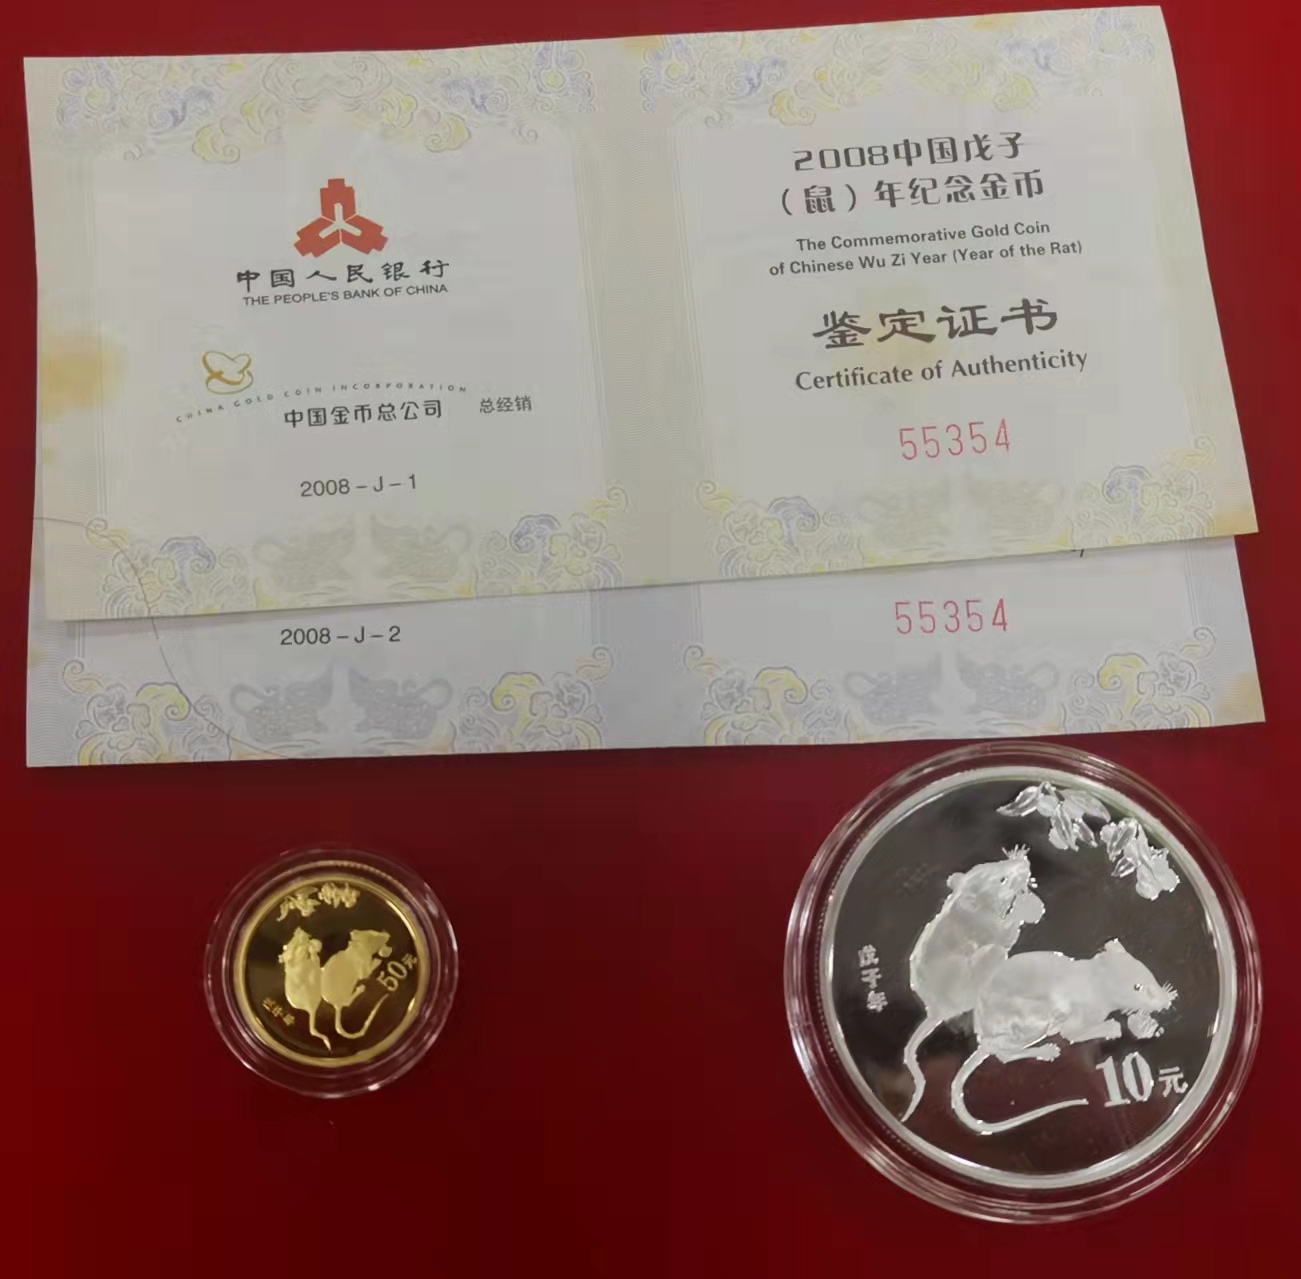 中国人民银行
THE PEOPLE'S BANK OF CHINA
CHINA GOLD COIN INCORPORATION
中国金币总公司 总经销
2008-J-1
2008中国戊子
(鼠)年纪念金币
The Commemorative Gold Coin
of Chinese Wu Zi Year (Year of the Rat)
鉴定证书
Certificate of Authenticity
55354
2008-J-2
55354
50元
戊子年
戊子年
10元